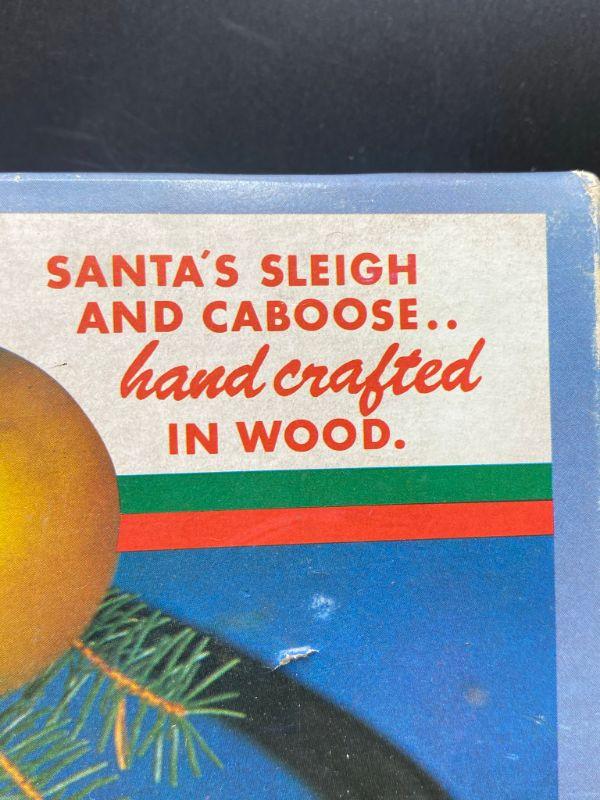 SANTA'S SLEIGH
AND CABOOSE..
hand crafted
IN WOOD.